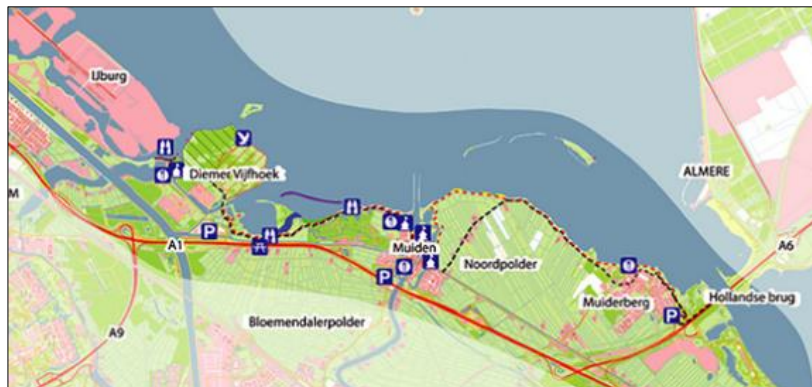 IJburg
Diemer Vijfhoek
ALMERE
M
P
A1
Muiden
A6
Noordpolder
P
Muiderberg
Hollandse brug
P
Bloemendalerpolder
A9